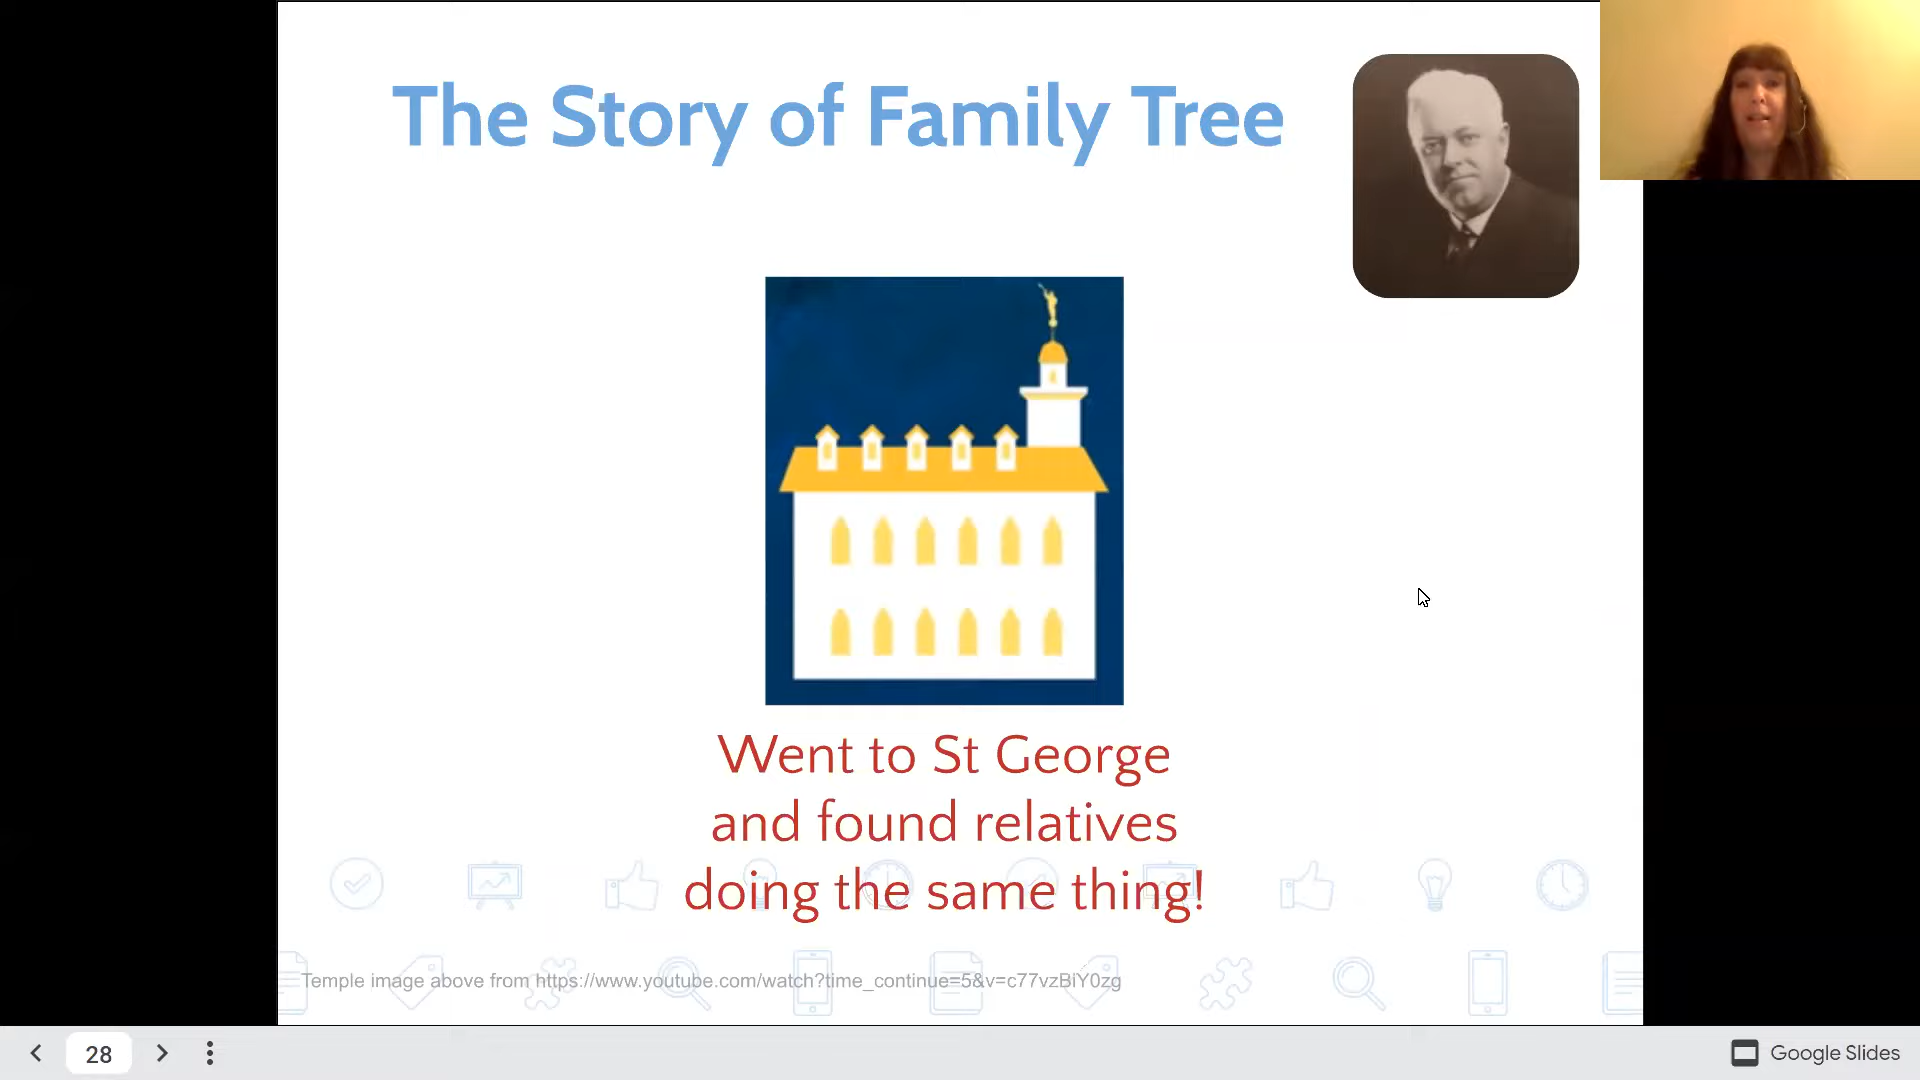 The Story of Family Tree
Went to St George
and found relatives
doing the same thing!
Temple image above from https://www.youtube.com/watch?time_continue=5&v=c77vzBiY0zg
28
Google Slides